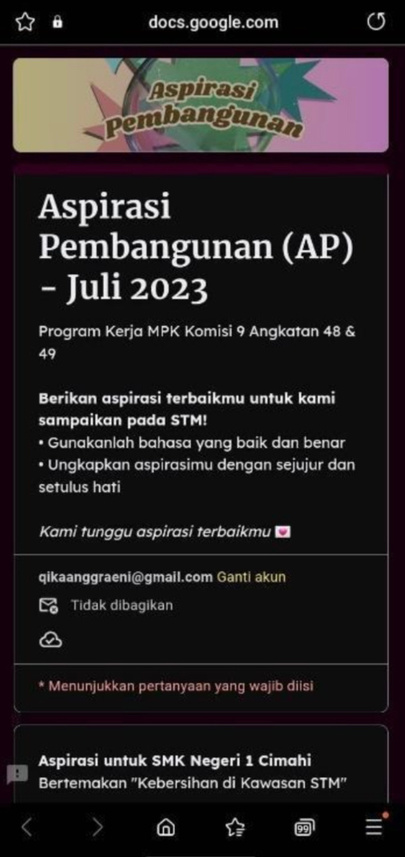 docs.google.com
Aspirasi
Pembangunan
Aspirasi
Pembangunan (AP)
- Juli 2023
Program Kerja MPK Komisi 9 Angkatan 48 &
49
Berikan aspirasi terbaikmu untuk kami
sampaikan pada STM!
• Gunakanlah bahasa yang baik dan benar
• Ungkapkan aspirasimu dengan sejujur dan
setulus hati
Kami tunggu aspirasi terbaikmu 💌
qikaanggraeni@gmail.com Ganti akun
Tidak dibagikan
* Menunjukkan pertanyaan yang wajib diisi
Aspirasi untuk SMK Negeri 1 Cimahi
Bertemakan "Kebersihan di Kawasan STM"
99